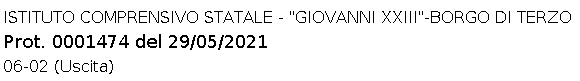 ISTITUTO COMPRENSIVO STATALE - "GIOVANNI XXIII"-BORGO DI TERZO
Prot. 0001474 del 29/05/2021
06-02 (Uscita)